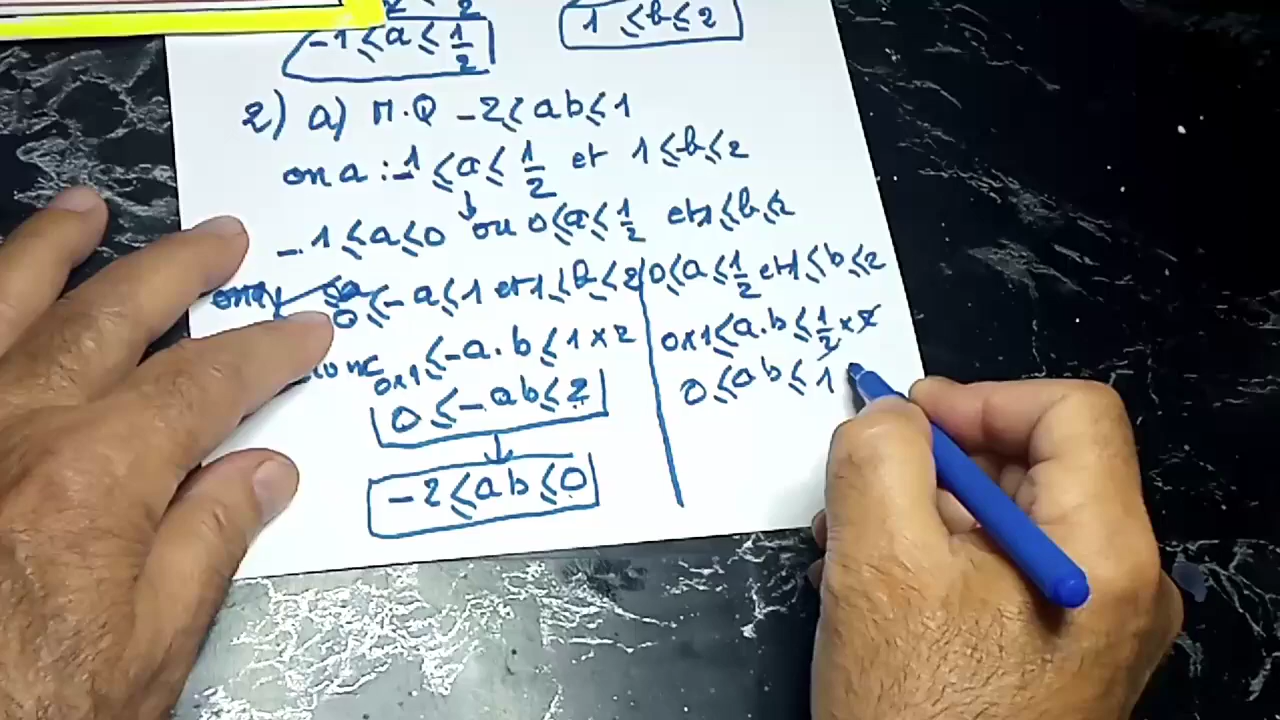 -1 ≤ a ≤ 1/2
1 ≤ b ≤ 2
2) a) M.Q -2 ≤ ab ≤ 1
on a : -1 ≤ a ≤ 1/2 et 1 ≤ b ≤ 2
-1 ≤ a ≤ 0 ou 0 ≤ a ≤ 1/2 et 1 ≤ b ≤ 2
0 ≤ -a ≤ 1 et 1 ≤ b ≤ 2
donc 0×1 ≤ -a.b ≤ 1×2
0 ≤ -ab ≤ 2
↓
-2 ≤ ab ≤ 0
0 ≤ a ≤ 1/2 et 1 ≤ b ≤ 2
0×1 ≤ a.b ≤ 1/2 × 2
0 ≤ ab ≤ 1